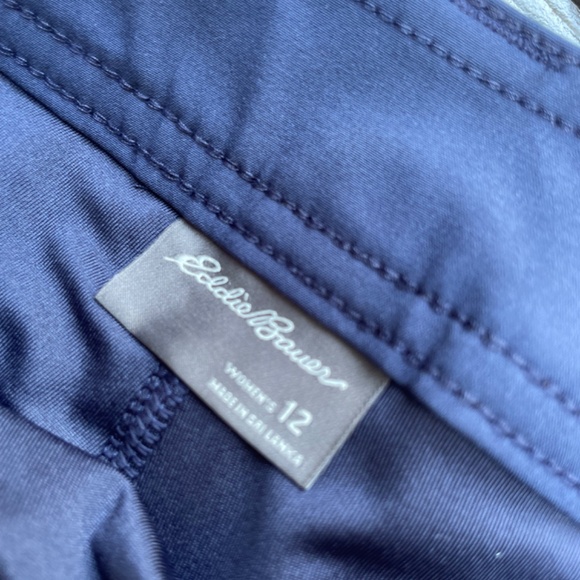 Eddie Bauer
WOMEN'S 12
MADE IN SRI LANKA